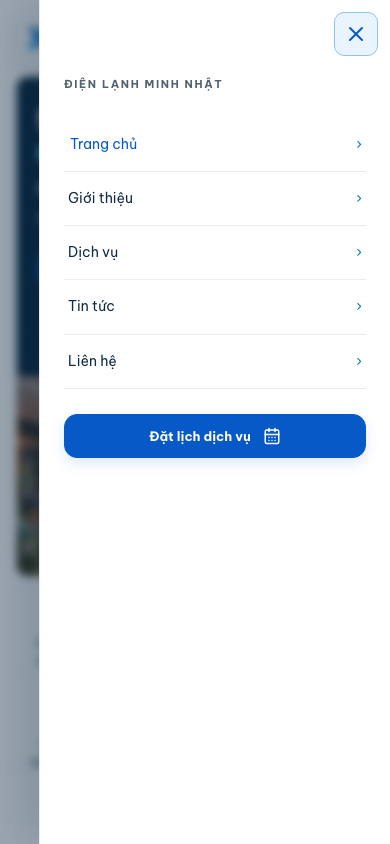 ĐIỆN LẠNH MINH NHẬT
Trang chủ
Giới thiệu
Dịch vụ
Tin tức
Liên hệ
Đặt lịch dịch vụ